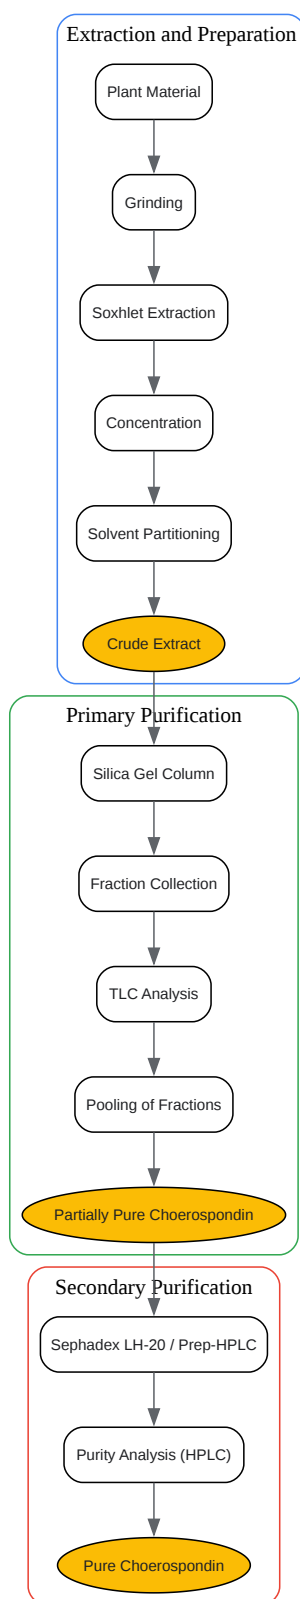 Extraction and Preparation
Plant Material
Grinding
Soxhlet Extraction
Concentration
Solvent Partitioning
Crude Extract
Primary Purification
Silica Gel Column
Fraction Collection
TLC Analysis
Pooling of Fractions
Partially Pure Choerospondin
Secondary Purification
Sephadex LH-20 / Prep-HPLC
Purity Analysis (HPLC)
Pure Choerospondin